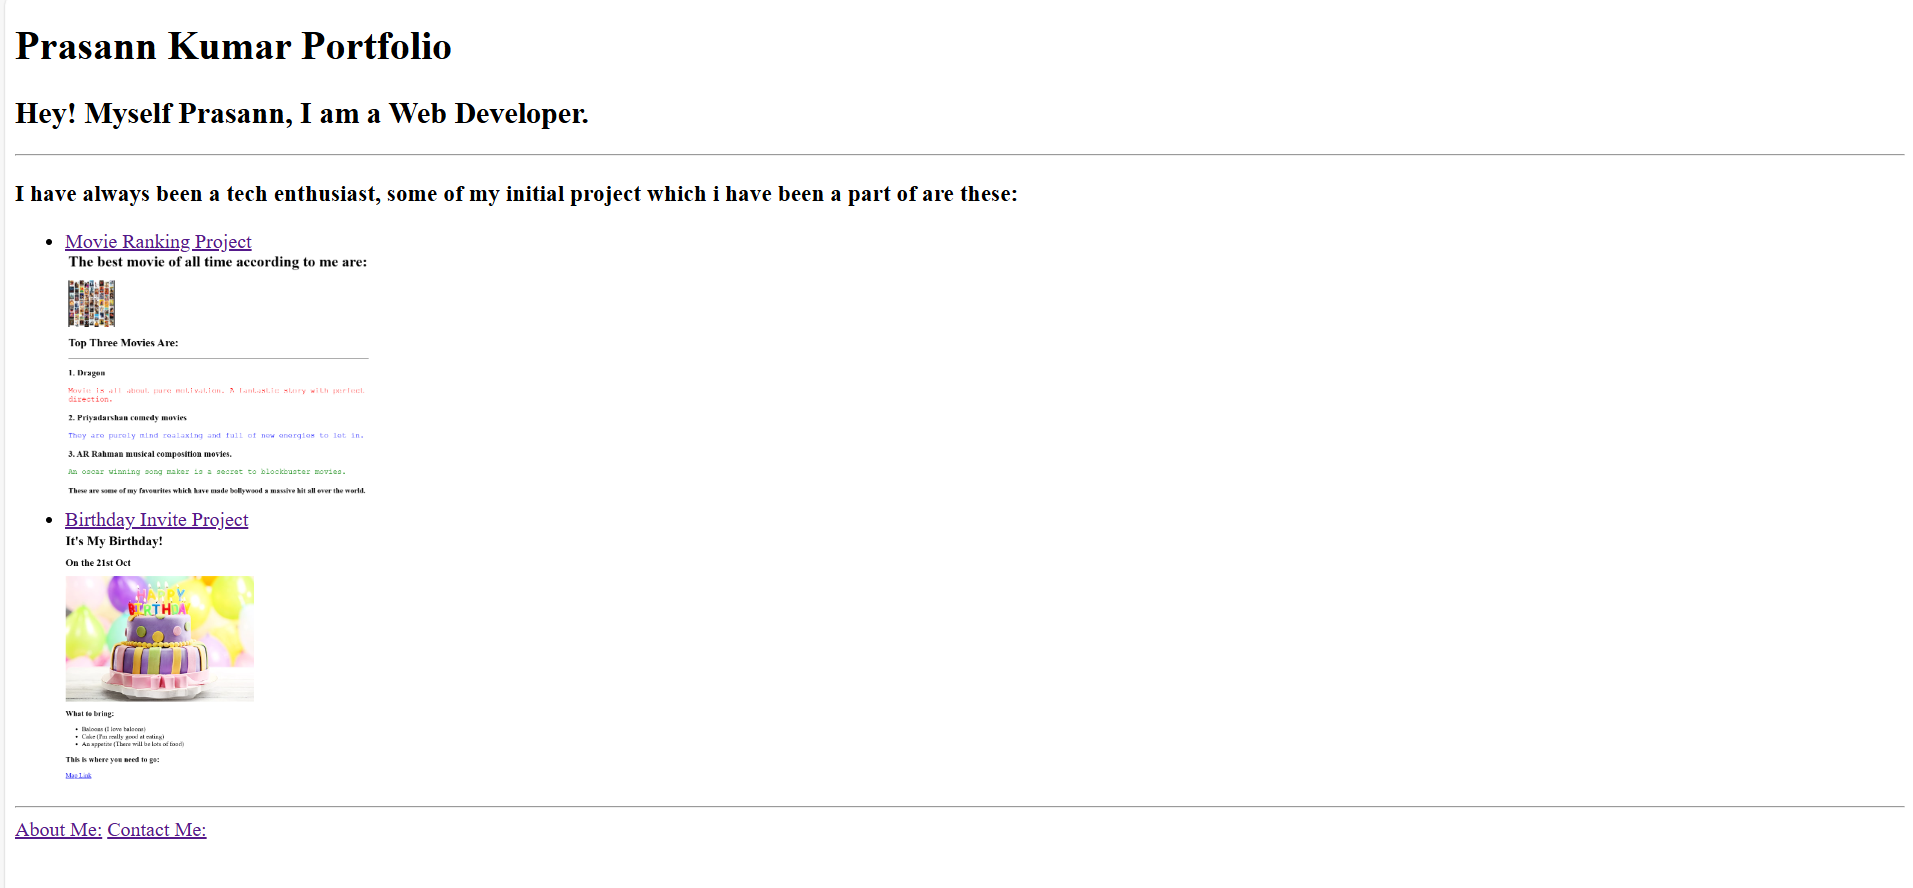 Prasann Kumar Portfolio
Hey! Myself Prasann, I am a Web Developer.
I have always been a tech enthusiast, some of my initial project which i have been a part of are these:
Movie Ranking Project
The best movie of all time according to me are:
Top Three Movies Are:
1. Dragon
Movie is all about pure motivation. A fantastic story with perfect
direction.
2. Priyadarshan comedy movies
They are purely mind realaxing and full of new energies to let in.
3. AR Rahman musical composition movies.
An oscar winning song maker is a secret to blockbuster movies.
These are some of my favourites which have made bollywood a massive hit all over the world.
Birthday Invite Project
It's My Birthday!
On the 21st Oct
HAPPY
BIRTHDAY
What to bring:
Baloons (I love baloons)
Cake (I'm really good at eating)
An appetite (There will be lots of food)
This is where you need to go:
Map Link
About Me: Contact Me: